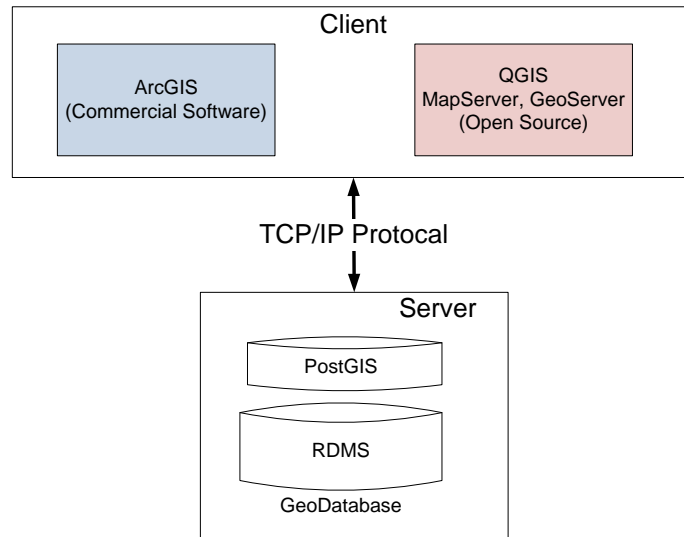 Client
ArcGIS
(Commercial Software)
QGIS
MapServer, GeoServer
(Open Source)
TCP/IP Protocal
Server
PostGIS
RDMS
GeoDatabase